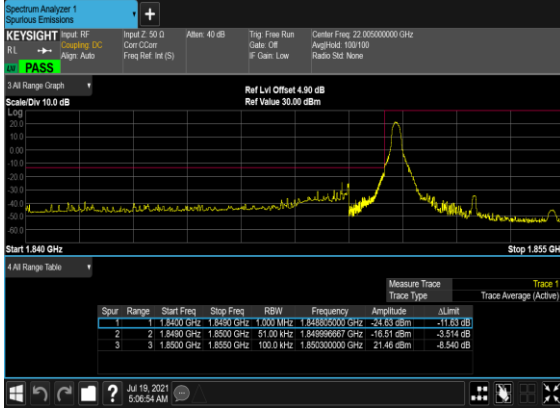 Spectrum Analyzer 1
Spurious Emissions
+
KEYSIGHT Input: RF Input Z: 50 Ω Atten: 40 dB Trig: Free Run Center Freq: 22.005000000 GHz
RL Coupling: DC Corr CCorr Gate: Off Avg|Hold: 100/100
Align: Auto Freq Ref: Int (S) IF Gain: Low Radio Std: None
LXI PASS
3.All Range Graph Ref Lvl Offset 4.90 dB
Scale/Div 10.0 dB Ref Value 30.00 dBm
Log
20.0
10.0
0.00
-10.0
-20.0
-30.0
-40.0
-50.0
-60.0
Start 1.840 GHz Stop 1.855 GH
4.All Range Table
Measure Trace Trace 1
Trace Type Trace Average (Active)
Spur Range Start Freq Stop Freq RBW Frequency Amplitude ΔLimit
1 1 1.8400 GHz 1.8490 GHz 1.000 MHz 1.848805000 GHz -24.63 dBm -11.63 dB
2 2 1.8490 GHz 1.8500 GHz 51.00 kHz 1.849996667 GHz -16.51 dBm -3.514 dB
3 3 1.8500 GHz 1.8550 GHz 100.0 kHz 1.850300000 GHz 21.46 dBm -8.540 dB
? Jul 19, 2021
5:06:54 AM